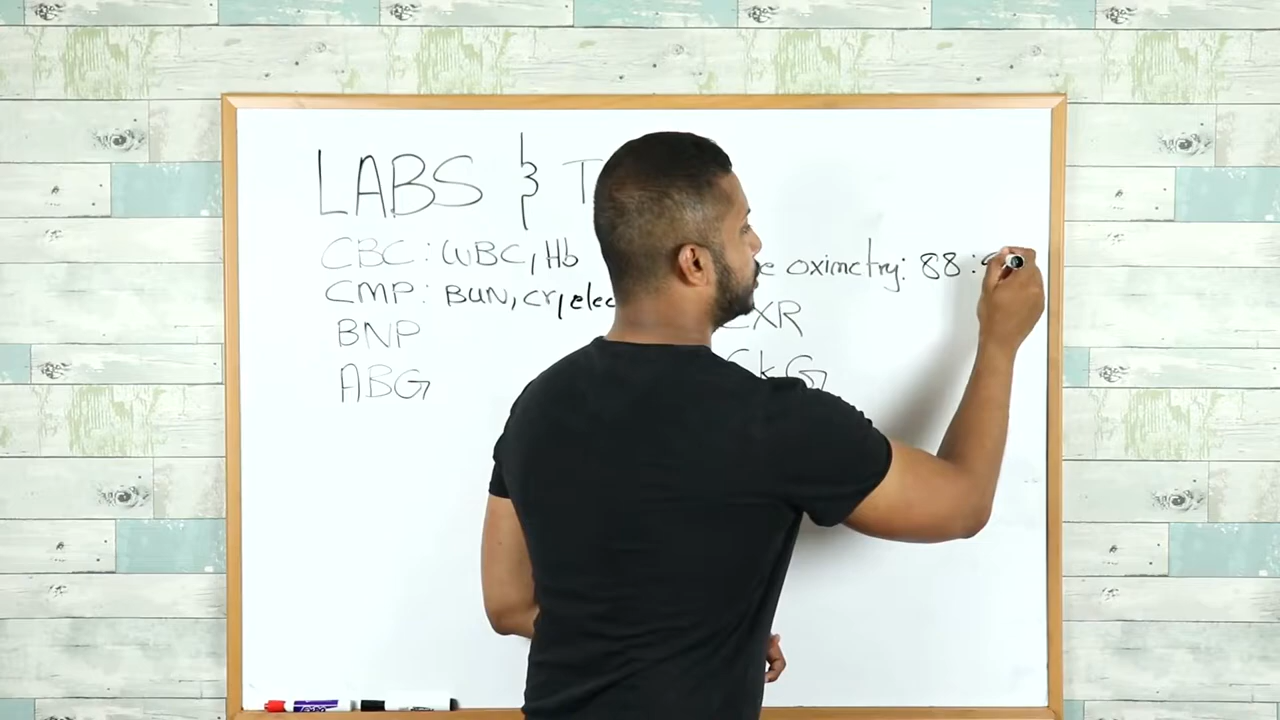 LABS &
CBC: WBC, Hb
CMP: BUN, Cr, elec
BNP
ABG
oximetry: 88:
CXR